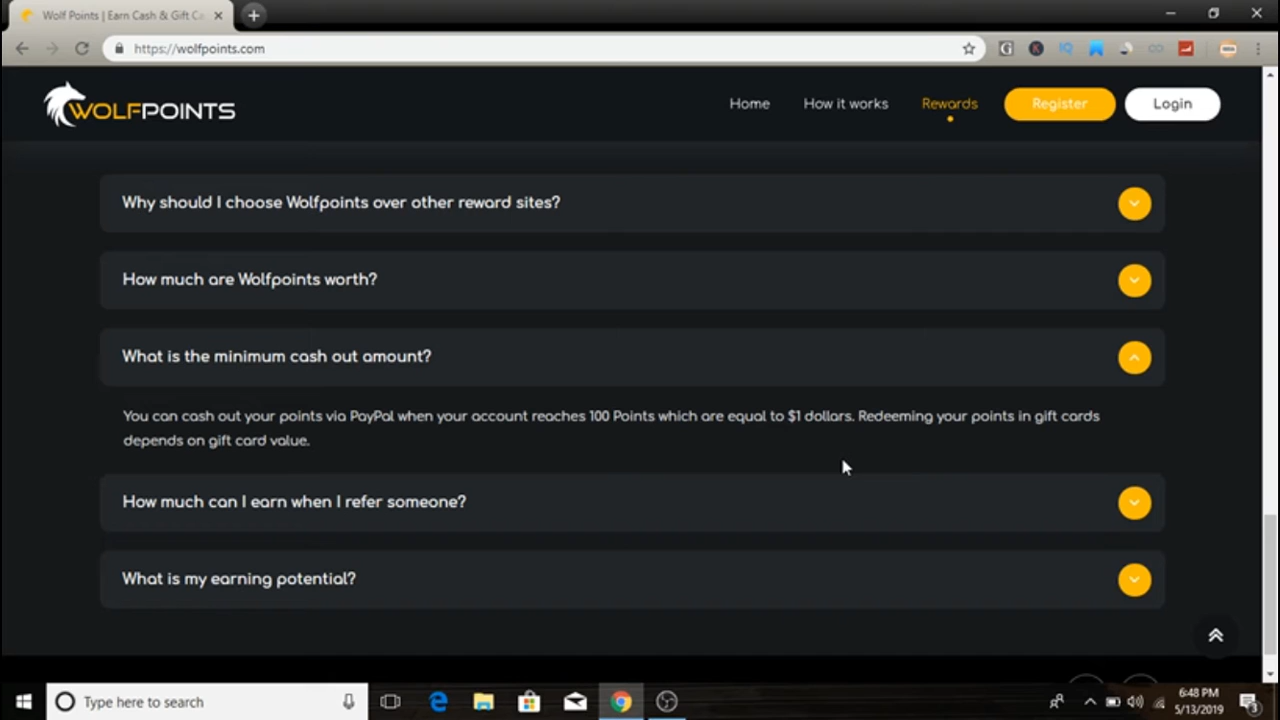 Wolf Points | Earn Cash & Gift Ca
https://wolfpoints.com
WOLFPOINTS
Home
How it works
Rewards
Register
Login
Why should I choose Wolfpoints over other reward sites?
How much are Wolfpoints worth?
What is the minimum cash out amount?
You can cash out your points via PayPal when your account reaches 100 Points which are equal to $1 dollars. Redeeming your points in gift cards
depends on gift card value.
How much can I earn when I refer someone?
What is my earning potential?
Type here to search
6:48 PM
5/13/2019
3